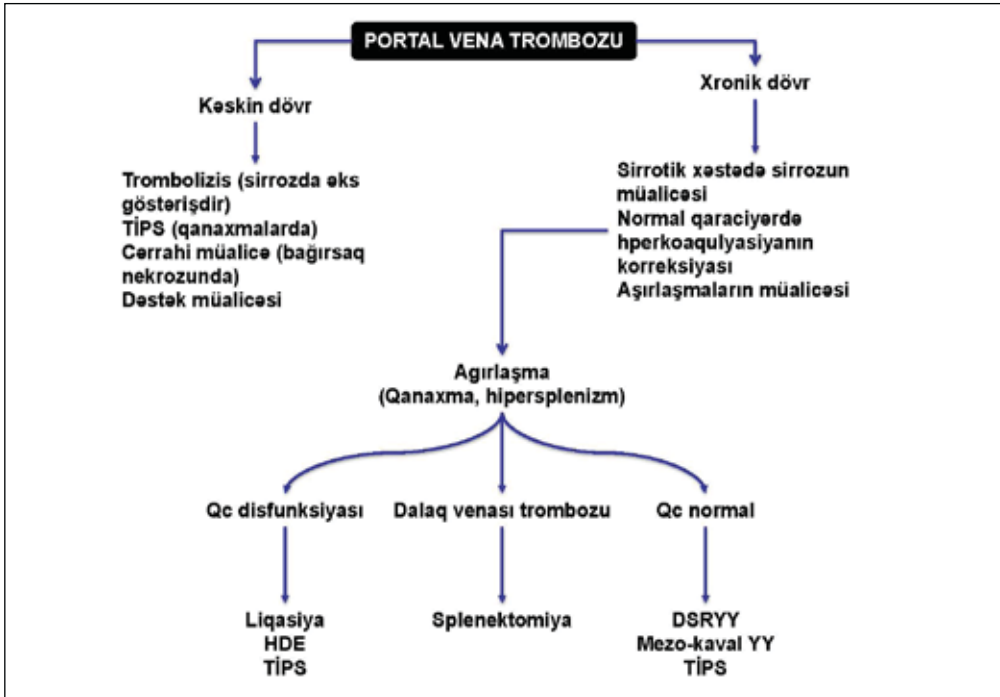 PORTAL VENA TROMBOZU
Kəskin dövr
Xronik dövr
Trombolizis (sirrozda əks
göstərişdir)
TİPS (qanaxmalarda)
Cərrahi müalicə (bağırsaq
nekrozunda)
Dəstək müalicəsi
Sirrotik xəstədə sirrozun
müalicəsi
Normal qaraciyərdə
hperkoaqulyasiyanın
korreksiyası
Aşırlaşmaların müalicəsi
Agırlaşma
(Qanaxma, hipersplenizm)
Qc disfunksiyası
Dalaq venası trombozu
Qc normal
Liqasiya
HDE
TİPS
Splenektomiya
DSRYY
Mezo-kaval YY
TİPS